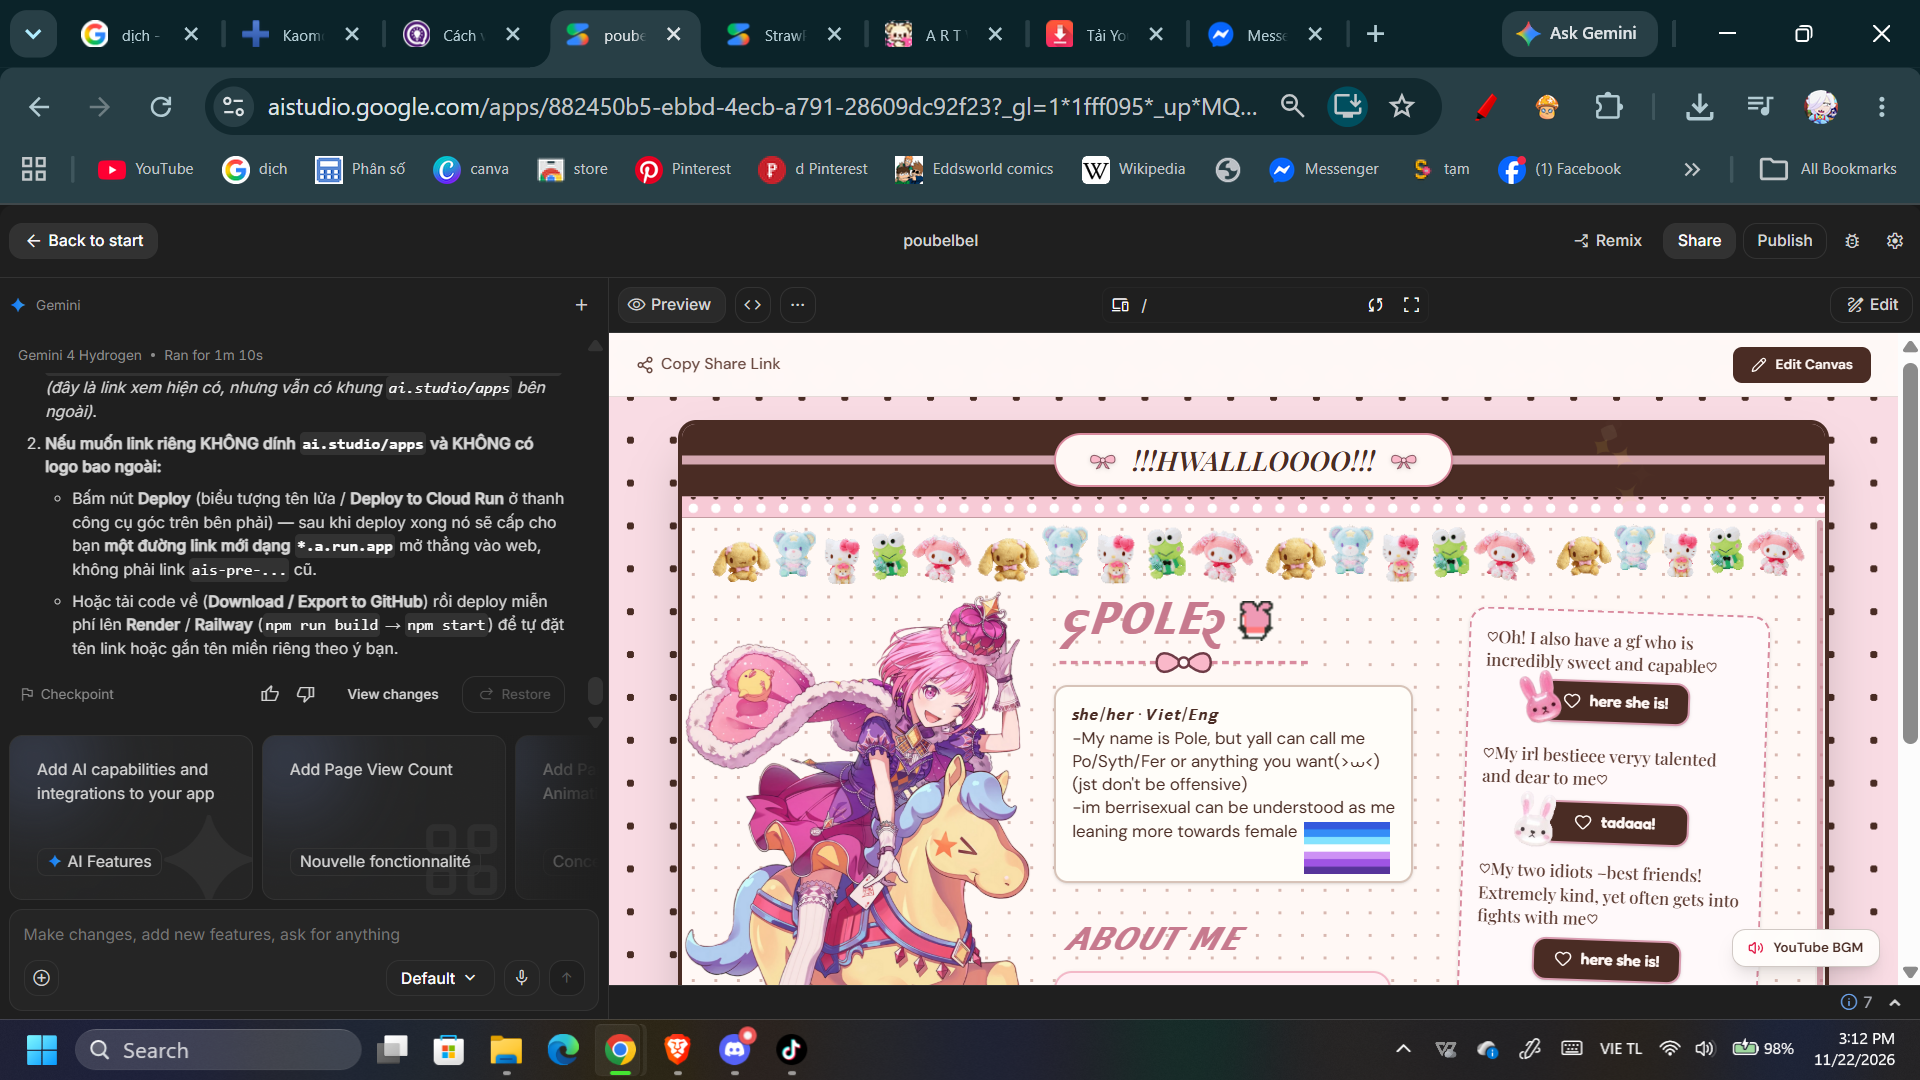 dịch -
Kaom
Cách
poube
Straw
A R T
Tải Yo
Messe
Ask Gemini
aistudio.google.com/apps/882450b5-ebbd-4ecb-a791-28609dc92f23?_gl=1*1fff095*_up*MQ...
YouTube
dịch
Phân số
canva
store
Pinterest
d Pinterest
Eddsworld comics
Wikipedia
Messenger
tạm
(1) Facebook
All Bookmarks
Back to start
poubelbel
Remix
Share
Publish
Gemini
Preview
/
Edit
Gemini 4 Hydrogen • Ran for 1m 10s
(đây là link xem hiện có, nhưng vẫn có khung ai.studio/apps bên
ngoài).
2. Nếu muốn link riêng KHÔNG dính ai.studio/apps và KHÔNG có
logo bao ngoài:
Bấm nút Deploy (biểu tượng tên lửa / Deploy to Cloud Run ở thanh
công cụ góc trên bên phải) — sau khi deploy xong nó sẽ cấp cho
bạn một đường link mới dạng *.a.run.app mở thẳng vào web,
không phải link ais-pre-... cũ.
Hoặc tải code về (Download / Export to GitHub) rồi deploy miễn
phí lên Render / Railway (npm run build → npm start) để tự đặt
tên link hoặc gắn tên miền riêng theo ý bạn.
Checkpoint
View changes
Restore
Add AI capabilities and
integrations to your app
AI Features
Add Page View Count
Nouvelle fonctionnalité
Add Pa
Animat
Conce
Make changes, add new features, ask for anything
Default
Copy Share Link
Edit Canvas
!!!HWALLLOOOO!!!
ςPOLEʔ
she/her · Viet/Eng
-My name is Pole, but yall can call me
Po/Syth/Fer or anything you want(>ω<)
(jst don't be offensive)
-im berrisexual can be understood as me
leaning more towards female
ABOUT ME
♡Oh! I also have a gf who is
incredibly sweet and capable♡
♡ here she is!
♡My irl bestieee veryy talented
and dear to me♡
♡ tadaaa!
♡My two idiots -best friends!
Extremely kind, yet often gets into
fights with me♡
♡ here she is!
YouTube BGM
7
Search
VIE TL
98%
3:12 PM
11/22/2026